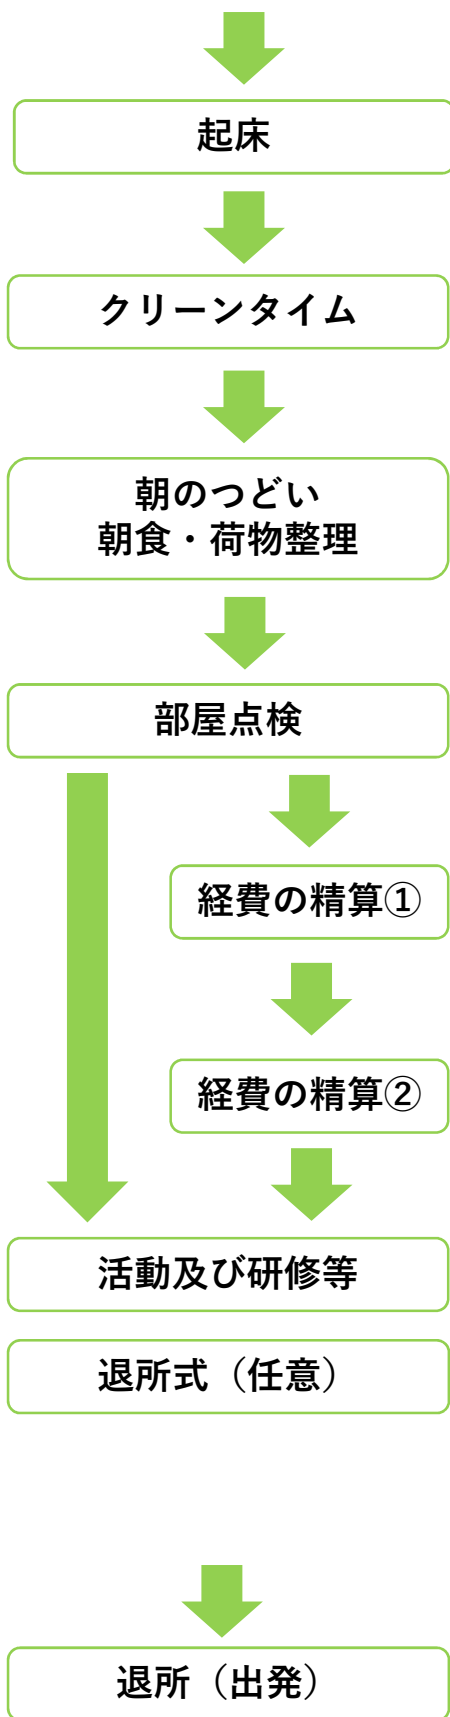 起床
クリーンタイム
朝のつどい
朝食・荷物整理
部屋点検
経費の精算①
経費の精算②
活動及び研修等
退所式（任意）
退所（出発）